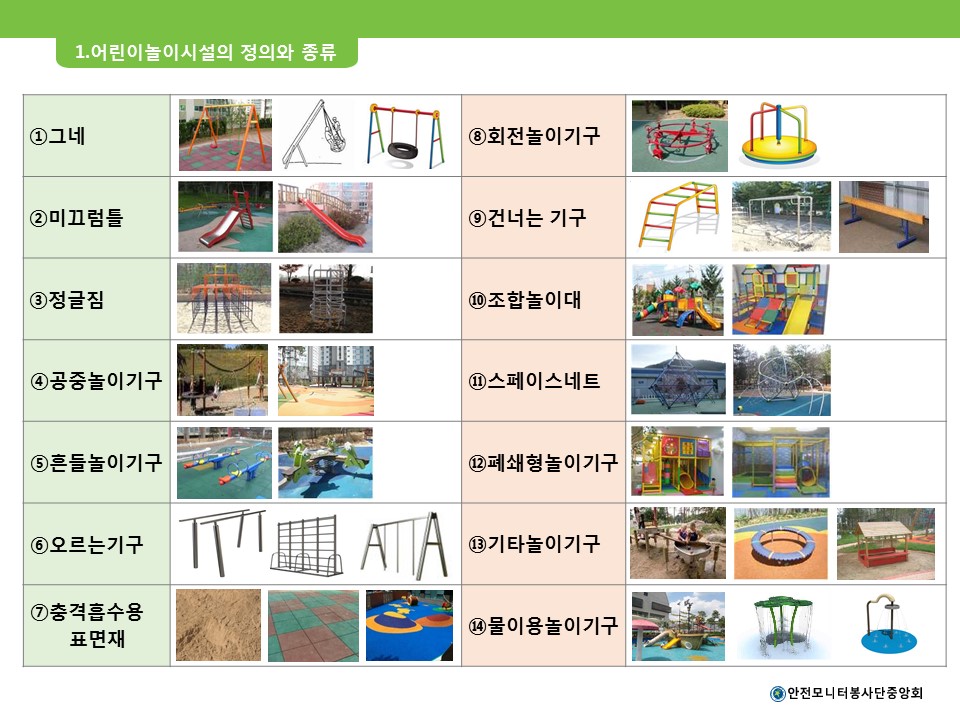 1.어린이놀이시설의 정의와 종류
①그네
⑧회전놀이기구
②미끄럼틀
⑨건너는 기구
③정글짐
⑩조합놀이대
④공중놀이기구
⑪스페이스네트
⑤흔들놀이기구
⑫폐쇄형놀이기구
⑥오르는기구
⑬기타놀이기구
⑦충격흡수용
표면재
⑭물이용놀이기구
안전모니터봉사단중앙회